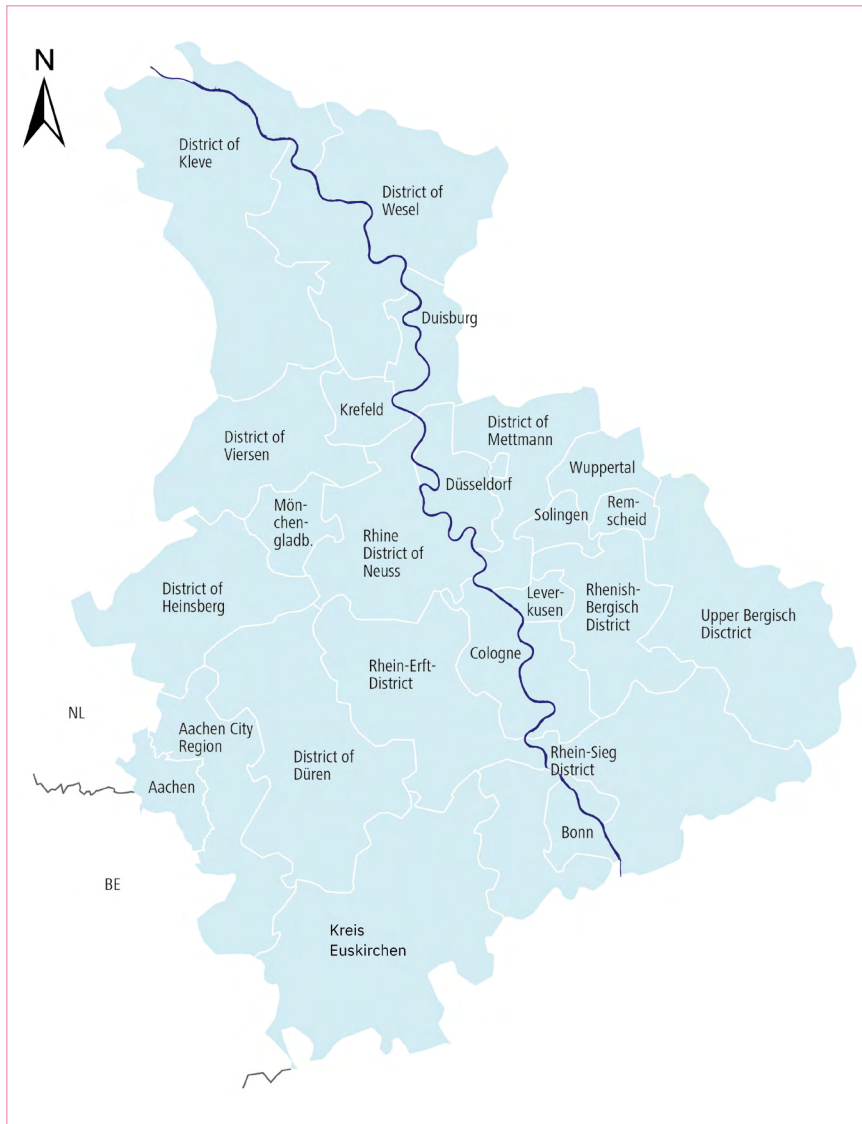 N
District of
Kleve
District of
Wesel
Duisburg
Krefeld
District of
Mettmann
District of
Viersen
Wuppertal
Düsseldorf
Mön-
chen-
gladb.
Solingen
Rem-
scheid
Rhine
District of
Neuss
District of
Heinsberg
Lever-
kusen
Rhenish-
Bergisch
District
Upper Bergisch
Disctrict
Cologne
Rhein-Erft-
District
NL
Aachen City
Region
District of
Düren
Rhein-Sieg
District
Aachen
Bonn
BE
Kreis
Euskirchen